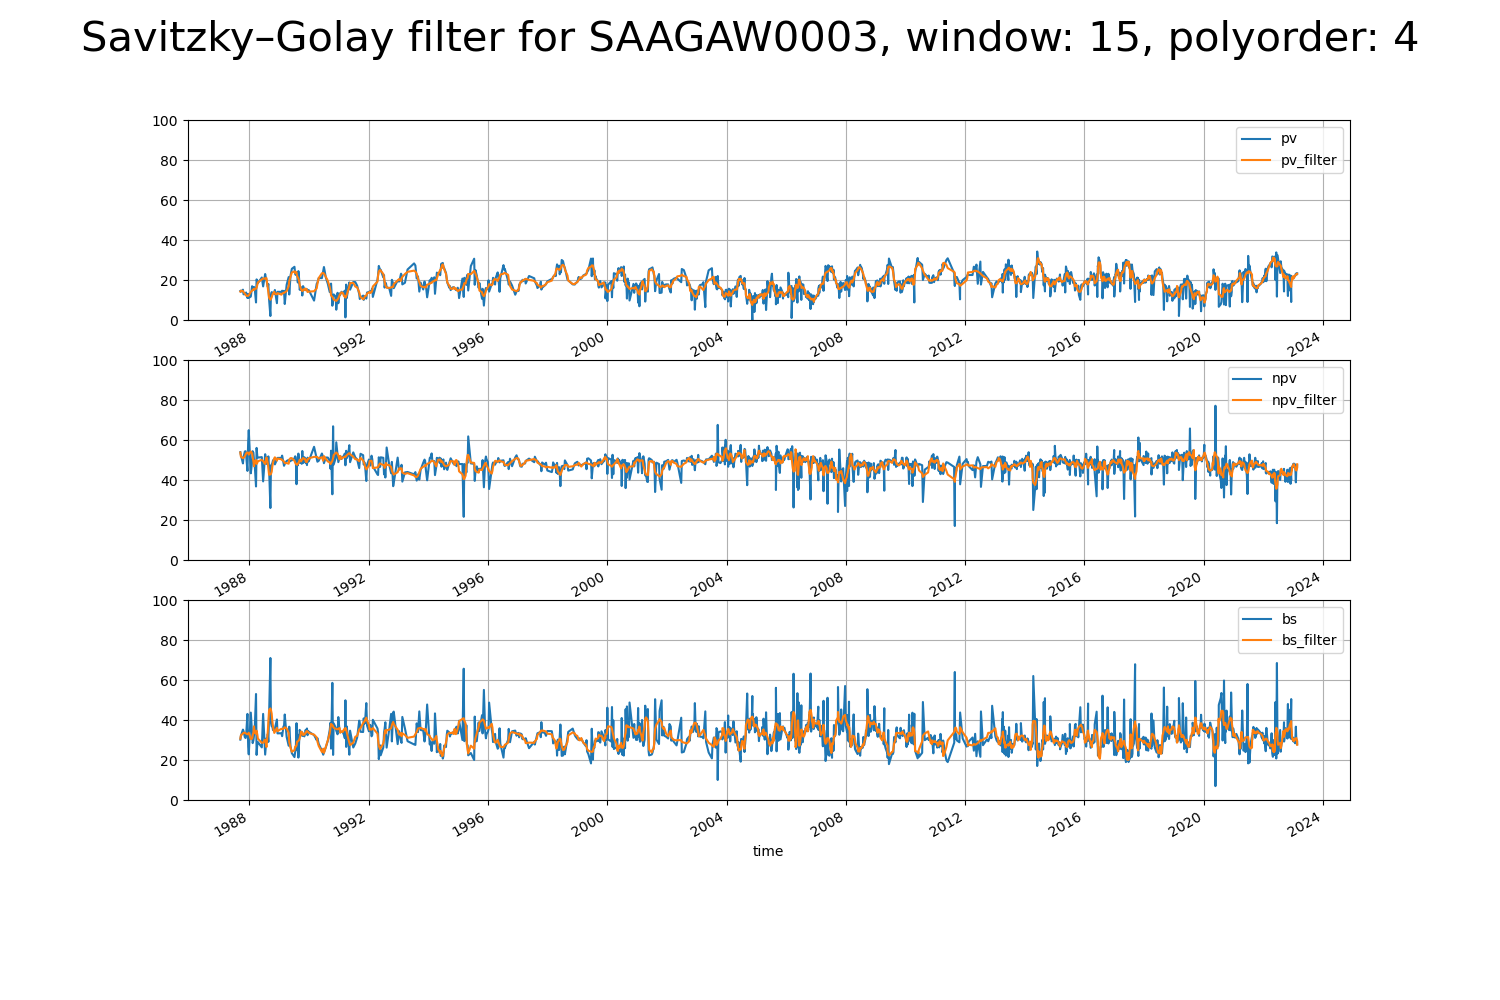 Savitzky–Golay filter for SAAGAW0003, window: 15, polyorder: 4
100
80
60
40
20
0
pv
pv_filter
1988 1992 1996 2000 2004 2008 2012 2016 2020 2024
100
80
60
40
20
0
npv
npv_filter
1988 1992 1996 2000 2004 2008 2012 2016 2020 2024
100
80
60
40
20
0
bs
bs_filter
1988 1992 1996 2000 2004 2008 2012 2016 2020 2024
time